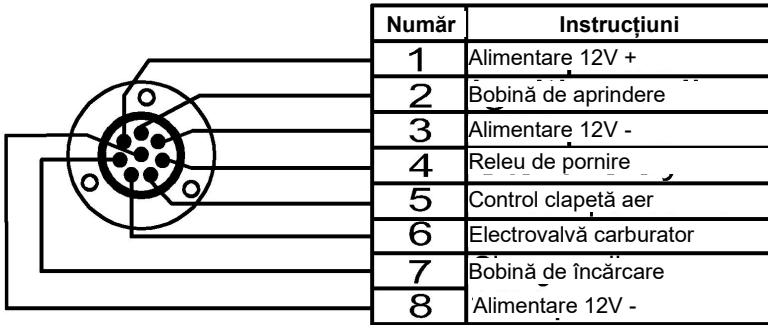 Număr Instrucțiuni
1 Alimentare 12V +
2 Bobină de aprindere
3 Alimentare 12V -
4 Releu de pornire
5 Control clapetă aer
6 Electrovalvă carburator
7 Bobină de încărcare
8 Alimentare 12V -